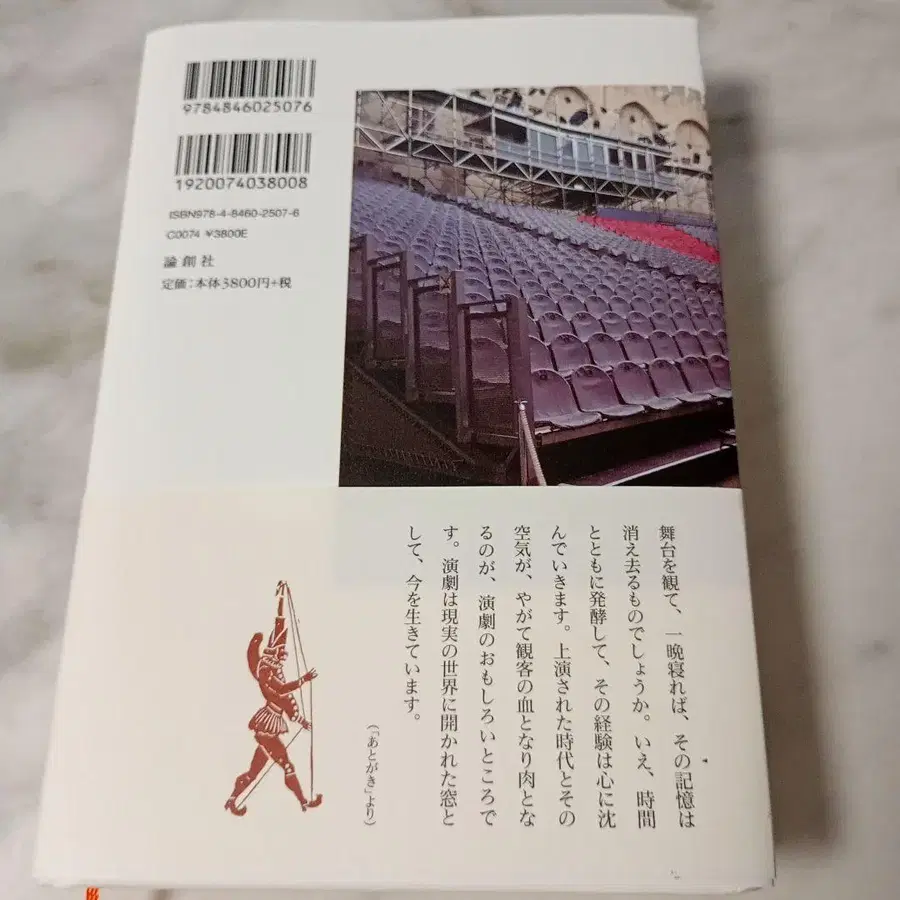 9784846025076
1920074038008
ISBN978-4-8460-2507-6
C0074 ¥3800E
論創社
定価：本体3800円+税
舞台を観て、一晩寝れば、その記憶は
消え去るものでしょうか。いえ、時間
とともに発酵して、その経験は心に沈
んでいきます。上演された時代とその
空気が、やがて観客の血となり肉とな
るのが、演劇のおもしろいところで
す。演劇は現実の世界に開かれた窓と
して、今を生きています。
（「あとがき」より）